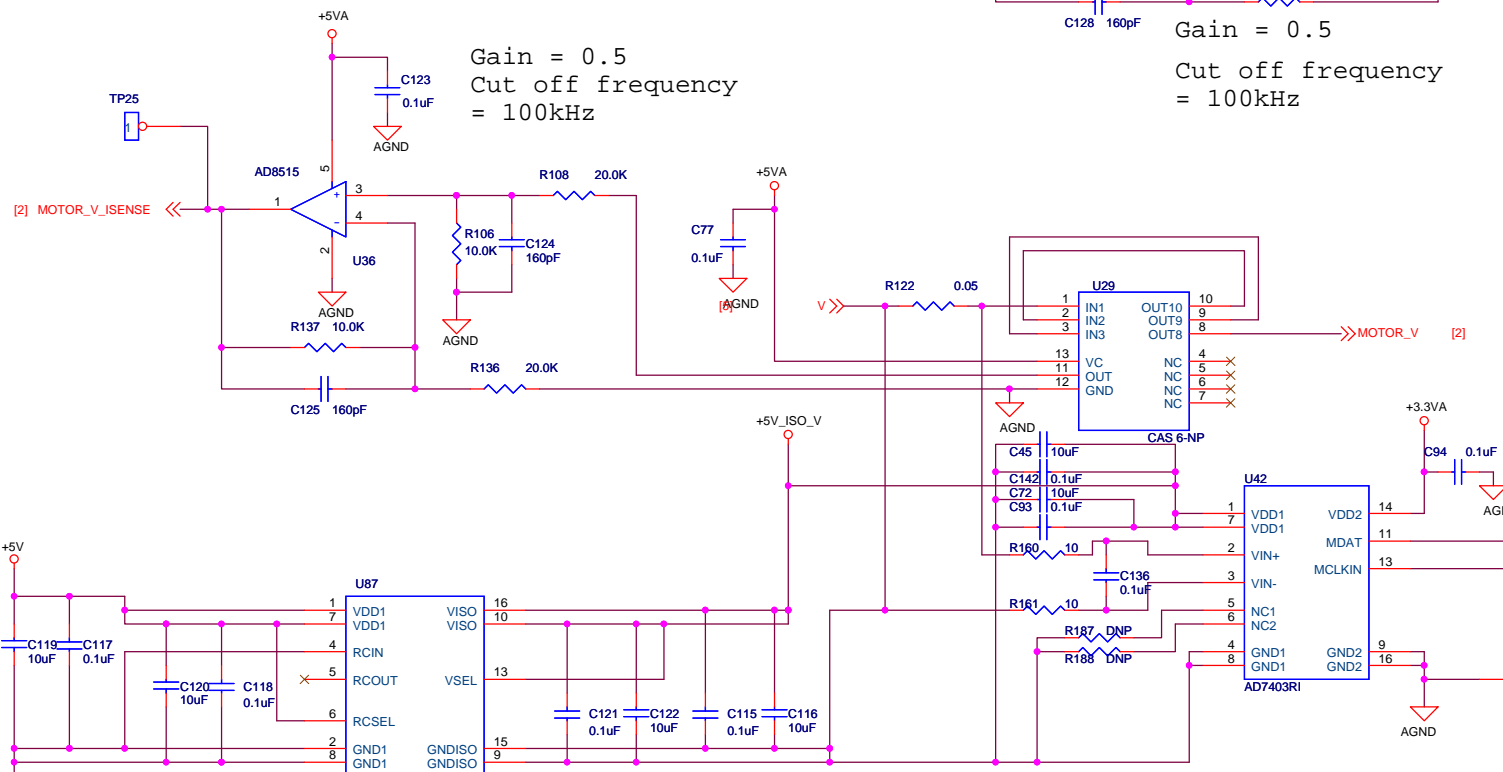 C128 160pF
Gain = 0.5
Cut off frequency
= 100kHz
+5VA
C123
0.1uF
AGND
Gain = 0.5
Cut off frequency
= 100kHz
TP25
1
AD8515
5
3
+
1
4
-
2
U36
[2] MOTOR_V_ISENSE
AGND
R108 20.0K
R106
10.0K
C124
160pF
AGND
R137 10.0K
C125 160pF
R136 20.0K
+5VA
C77
0.1uF
AGND
[5]
V
R122 0.05
U29
1 IN1 OUT10 10
2 IN2 OUT9 9
3 IN3 OUT8 8
13 VC NC 4
11 OUT NC 5
12 GND NC 6
NC 7
CAS 6-NP
MOTOR_V [2]
AGND
+5V_ISO_V
C45 10uF
C142 0.1uF
C72 10uF
C93 0.1uF
+3.3VA
C94 0.1uF
U42
1 VDD1 VDD2 14
7 VDD1
MDAT 11
2 VIN+
MCLKIN 13
3 VIN-
5 NC1
6 NC2
4 GND1 GND2 9
8 GND1 GND2 16
AD7403RI
AGND
R160 10
C136
0.1uF
R161 10
R187 DNP
R188 DNP
+5V
C119
10uF
C117
0.1uF
C120
10uF
C118
0.1uF
U87
1 VDD1 VISO 16
7 VDD1 VISO 10
4 RCIN
5 RCOUT VSEL 13
6 RCSEL
2 GND1 GNDISO 15
8 GND1 GNDISO 9
C121
0.1uF
C122
10uF
C115
0.1uF
C116
10uF